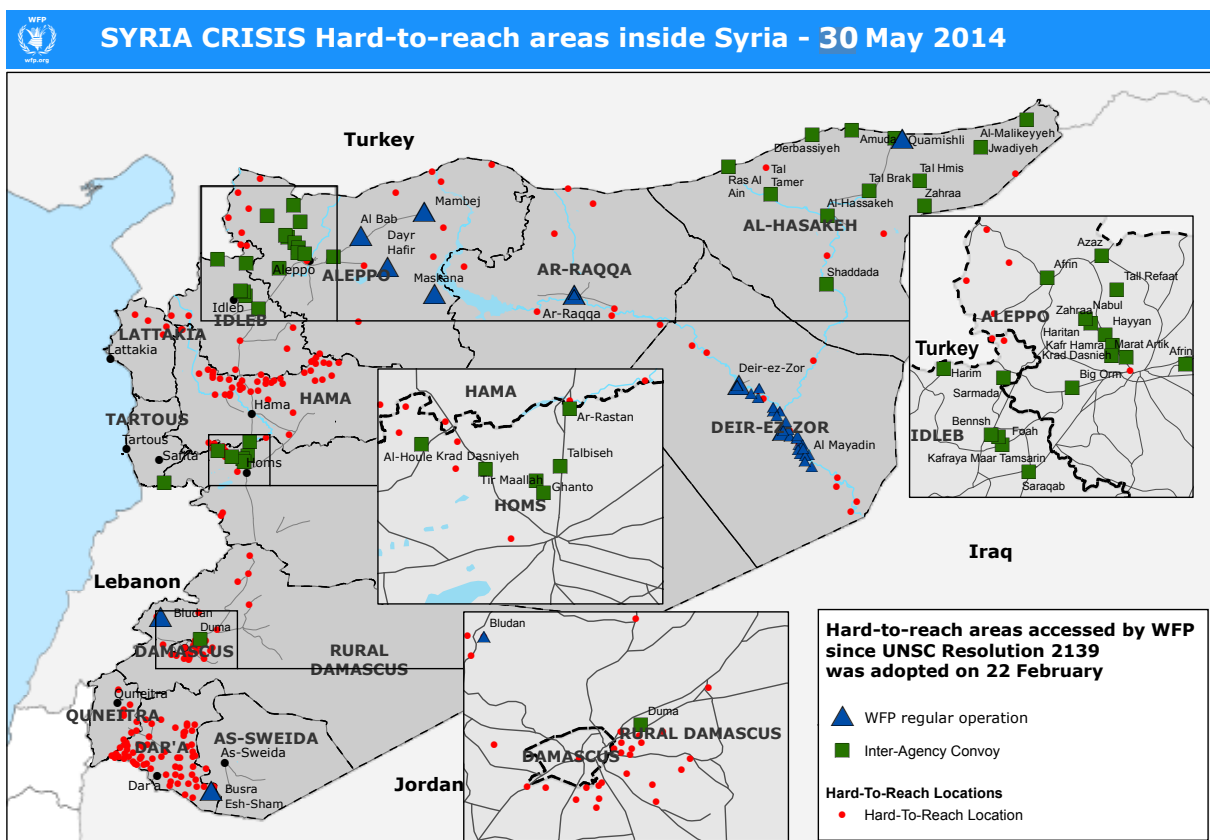 WFP
wfp.org
SYRIA CRISIS Hard-to-reach areas inside Syria - 30 May 2014
Turkey
Amuda
Quamishli
Al-Malikeyyeh
Derbassiyeh
Jwadiyeh
Ras Al
Ain
Tal
Tamer
Tal Hmis
Tal Brak
Zahraa
Al-Hassakeh
AL-HASAKEH
Shaddada
Mambej
Al Bab
Dayr
Hafir
Aleppo
ALEPPO
Maskana
AR-RAQQA
Ar-Raqqa
Idleb
IDLEB
LATTAKIA
Lattakia
Hama
HAMA
TARTOUS
Tartous
Safita
Homs
Deir-ez-Zor
DEIR-EZ-ZOR
Al Mayadin
HAMA
Ar-Rastan
Al-Houle
Krad Dasniyeh
Talbiseh
Tir Maallah
Ghanto
HOMS
Azaz
Afrin
Tall Refaat
ALEPPO
Zahraa
Nabul
Haritan
Hayyan
Kafr Hamra
Marat Artik
Krad Dasnieh
Afrin
Turkey
Harim
Big Orm
Sarmada
Bennsh
Foah
IDLEB
Kafraya
Maar Tamsarin
Saraqab
Iraq
Lebanon
Bludan
Duma
DAMASCUS
RURAL
DAMASCUS
Quneitra
QUNEITRA
DAR'A
AS-SWEIDA
As-Sweida
Dar'a
Busra
Esh-Sham
Jordan
Bludan
Duma
RURAL DAMASCUS
DAMASCUS
Hard-to-reach areas accessed by WFP
since UNSC Resolution 2139
was adopted on 22 February
WFP regular operation
Inter-Agency Convoy
Hard-To-Reach Locations
Hard-To-Reach Location